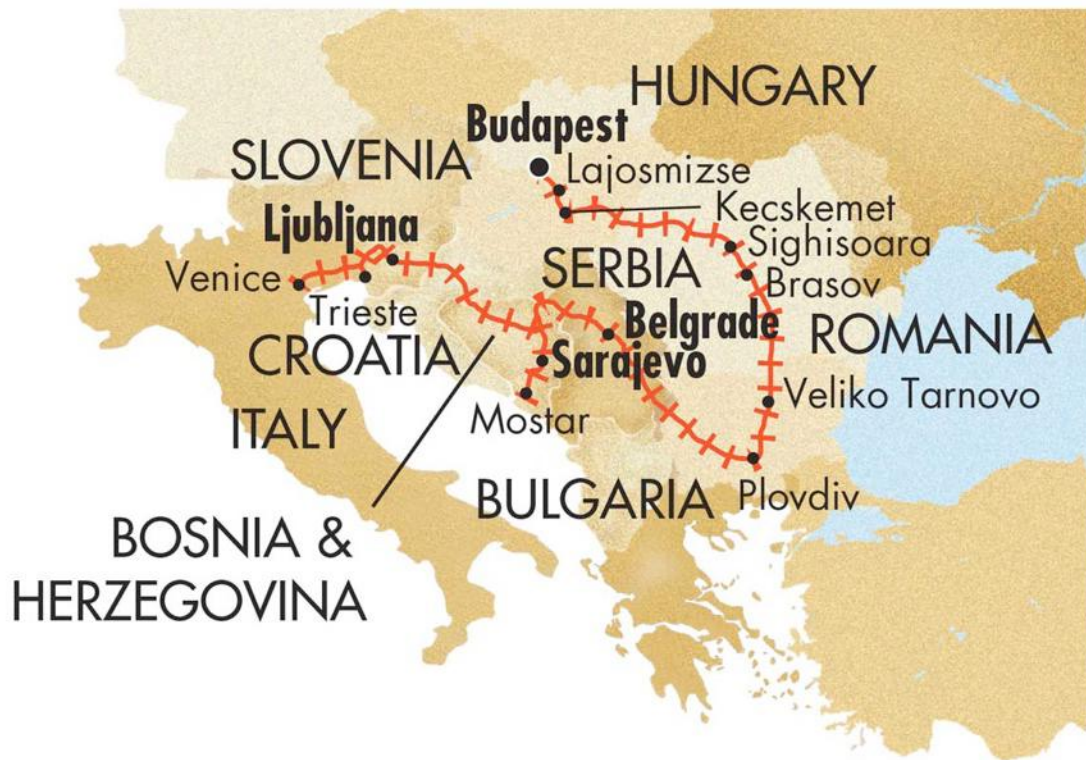 HUNGARY
Budapest
SLOVENIA
Lajosmizse
Kecskemet
Ljubljana
Sighisoara
Venice
SERBIA
Brasov
Trieste
Belgrade
ROMANIA
CROATIA
Sarajevo
Veliko Tarnovo
Mostar
ITALY
BULGARIA
Plovdiv
BOSNIA &
HERZEGOVINA